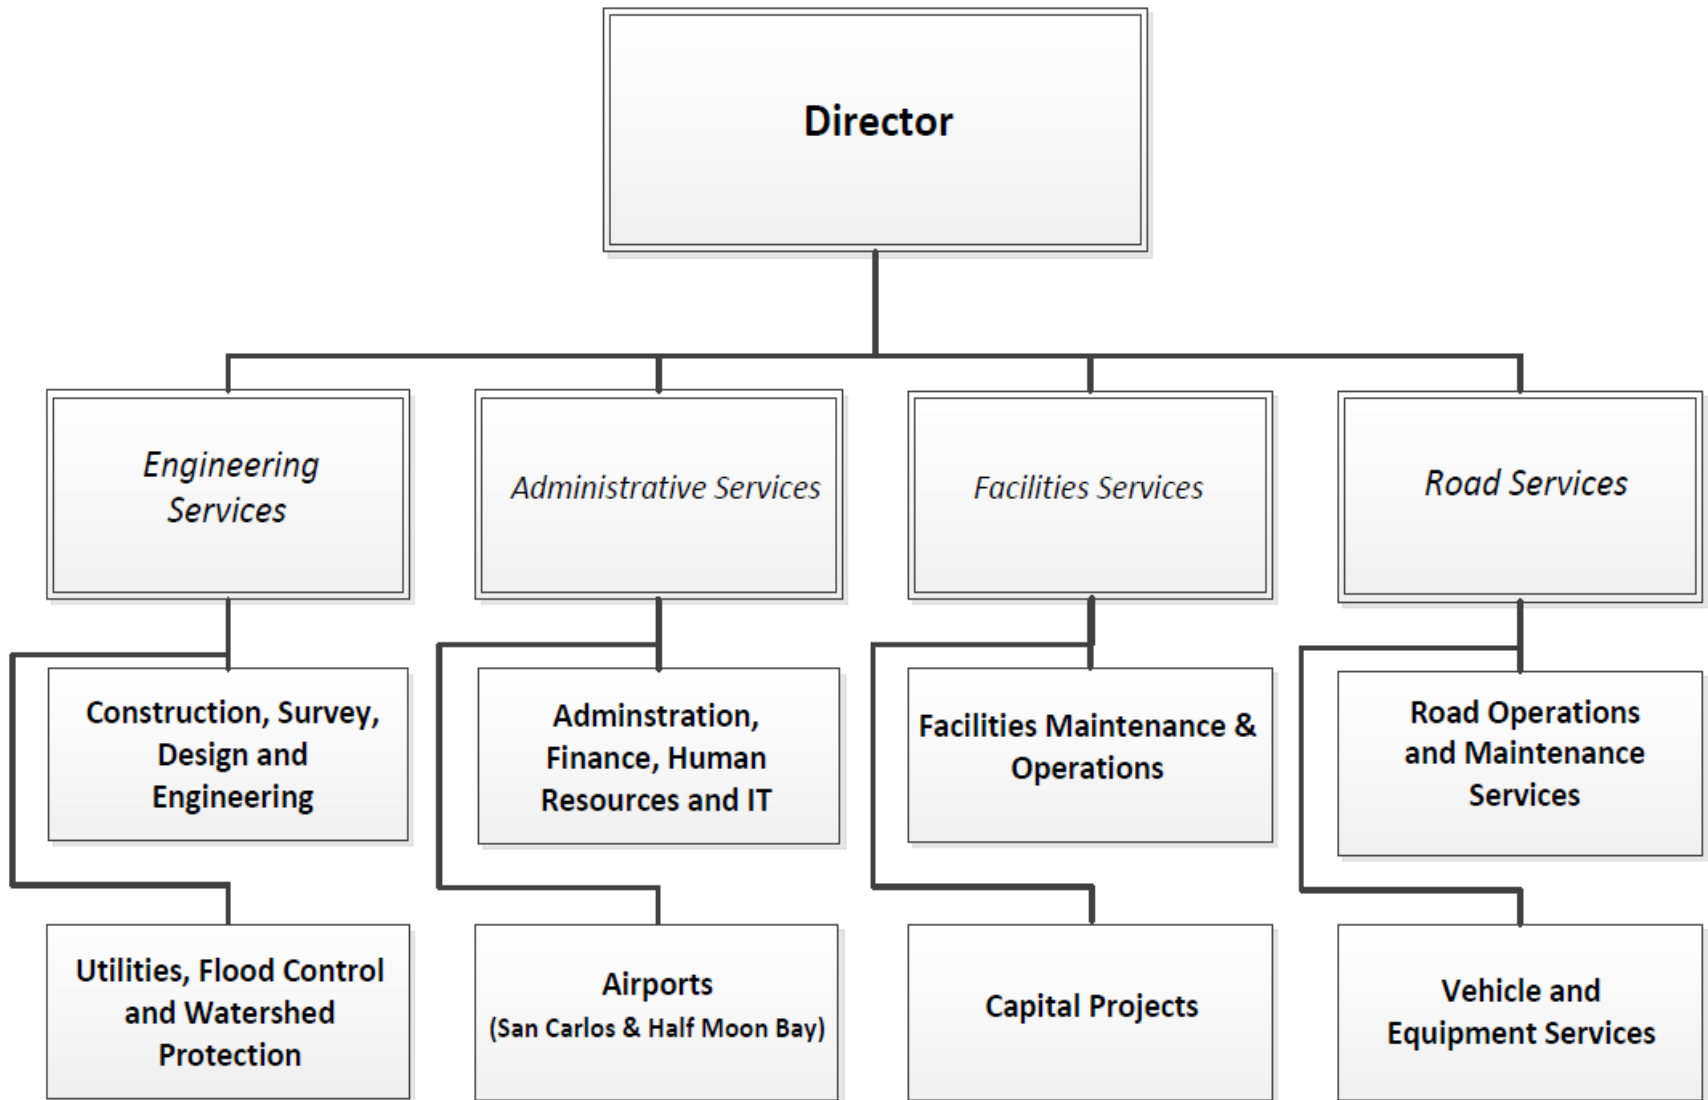 Director
Engineering
Services
Administrative Services
Facilities Services
Road Services
Construction, Survey,
Design and
Engineering
Adminstration,
Finance, Human
Resources and IT
Facilities Maintenance &
Operations
Road Operations
and Maintenance
Services
Utilities, Flood Control
and Watershed
Protection
Airports
(San Carlos & Half Moon Bay)
Capital Projects
Vehicle and
Equipment Services